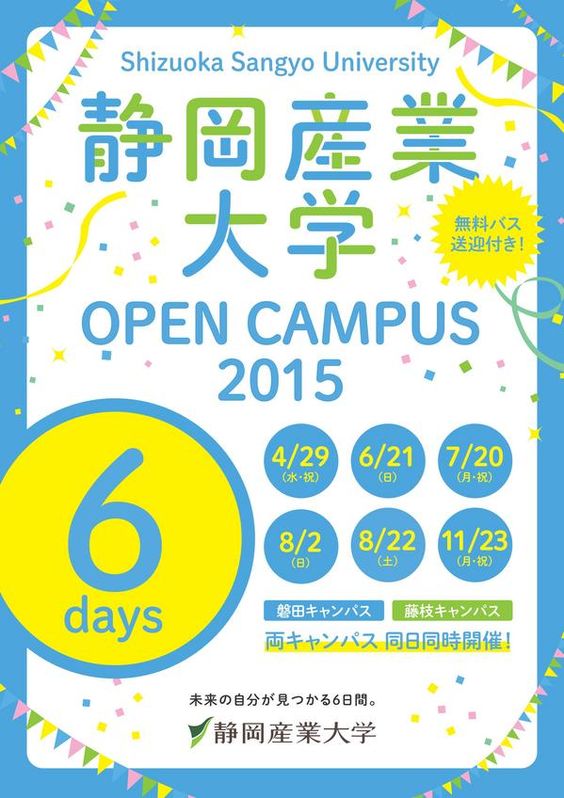 Shizuoka Sangyo University
静岡産業
大学
無料バス
送迎付き!
OPEN CAMPUS
2015
6
days
4/29
(水・祝)
6/21
(日)
7/20
(月・祝)
8/2
(日)
8/22
(土)
11/23
(月・祝)
磐田キャンパス
藤枝キャンパス
両キャンパス 同日同時開催!
未来の自分が見つかる6日間。
静岡産業大学